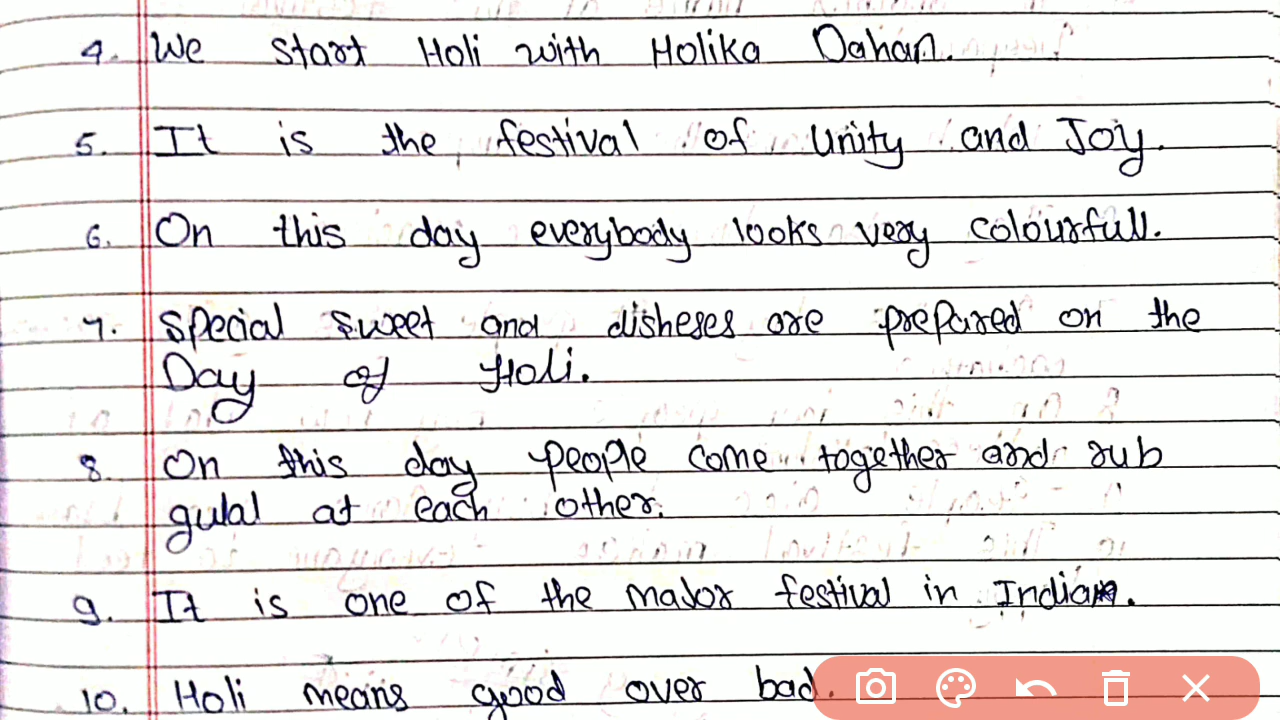 4. We start Holi with Holika Dahan.
5. It is the festival of Unity and Joy.
6. On this day everybody looks very colourfull.
7. Special sweet and disheses are prepared on the
Day of Holi.
8. On this day people come together and rub
gulal at each other.
9. It is one of the major festival in India.
10. Holi means good over bad.